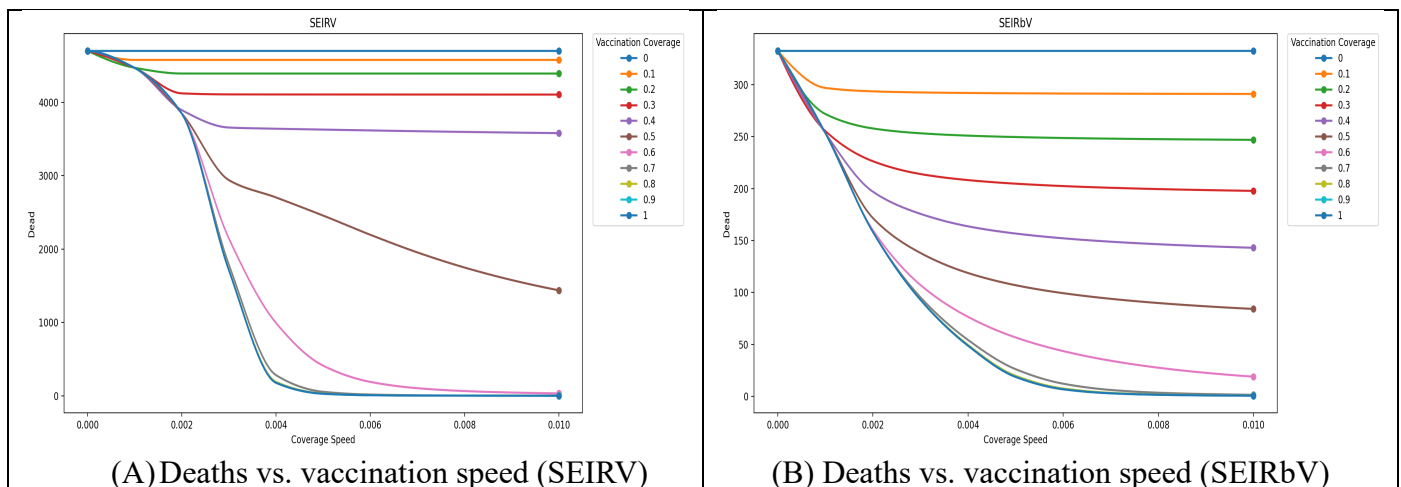 SEIRV
Dead
4000
3000
2000
1000
0
0.000 0.002 0.004 0.006 0.008 0.010
Coverage Speed
Vaccination Coverage
0
0.1
0.2
0.3
0.4
0.5
0.6
0.7
0.8
0.9
1
(A) Deaths vs. vaccination speed (SEIRV)
SEIRbV
Dead
300
250
200
150
100
50
0
0.000 0.002 0.004 0.006 0.008 0.010
Coverage Speed
Vaccination Coverage
0
0.1
0.2
0.3
0.4
0.5
0.6
0.7
0.8
0.9
1
(B) Deaths vs. vaccination speed (SEIRbV)